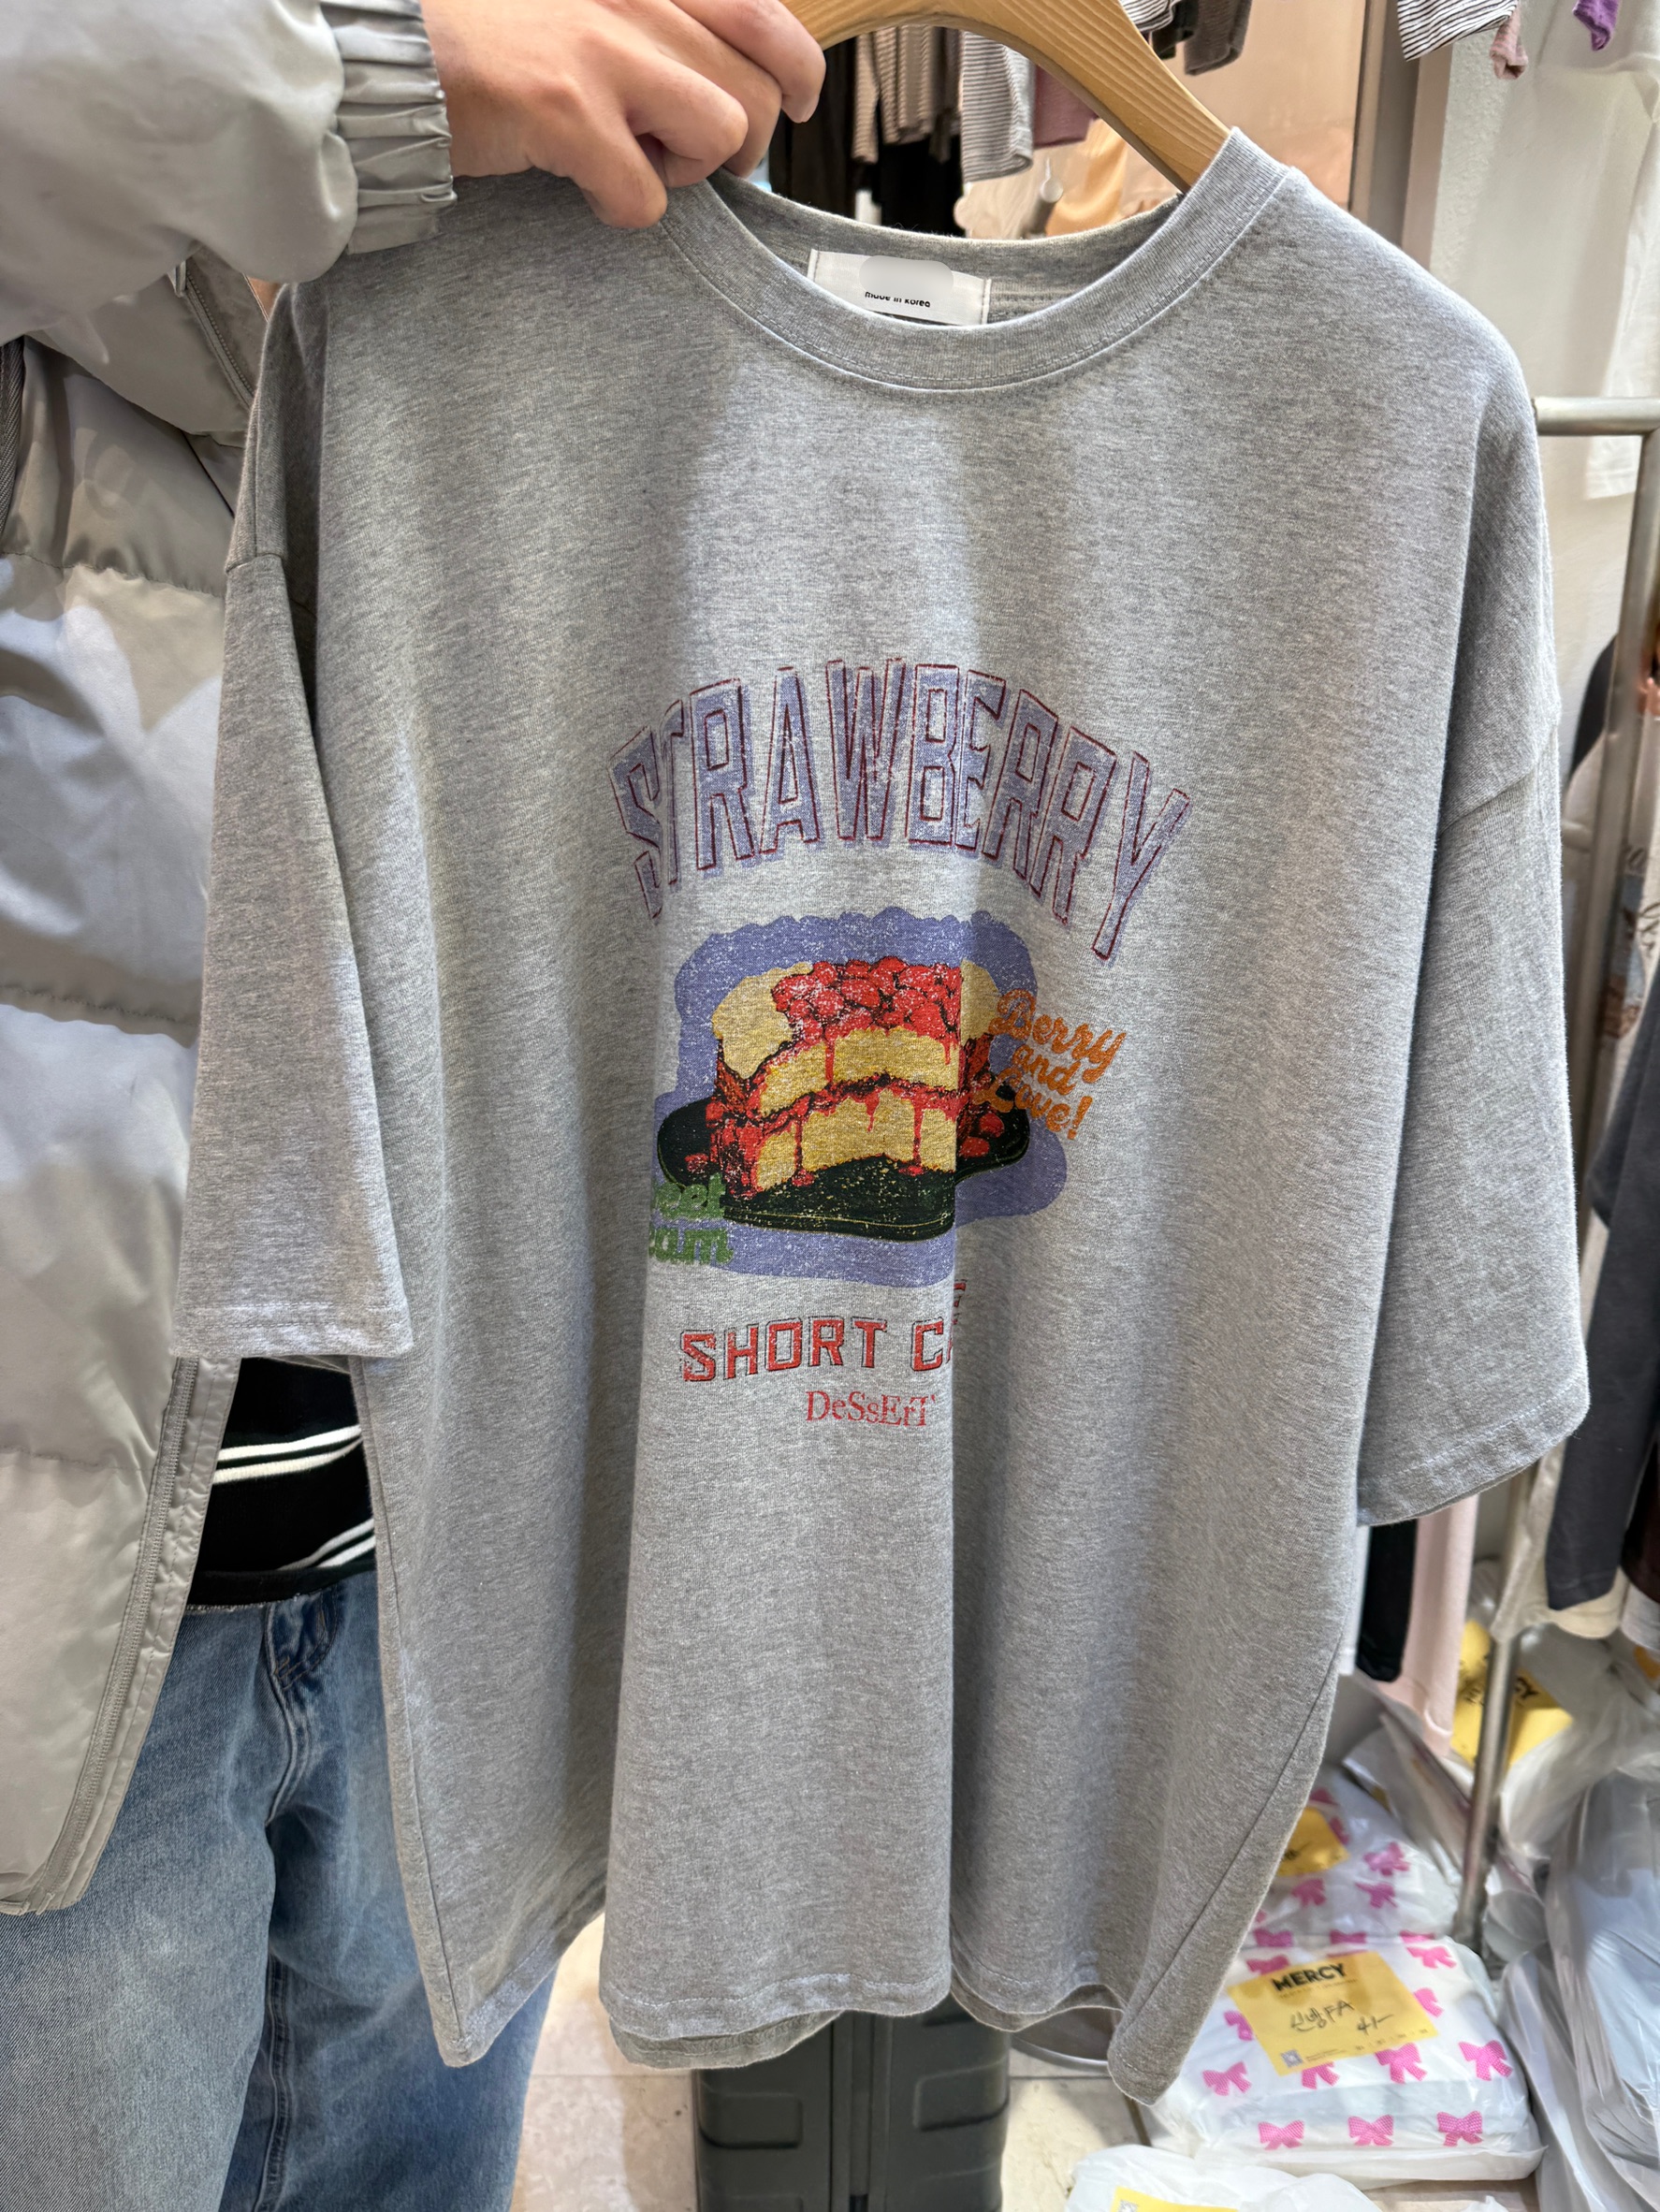 made in korea
STRAWBERRY
Berry
and
Love!
SHORT
DeSsErT
MERCY